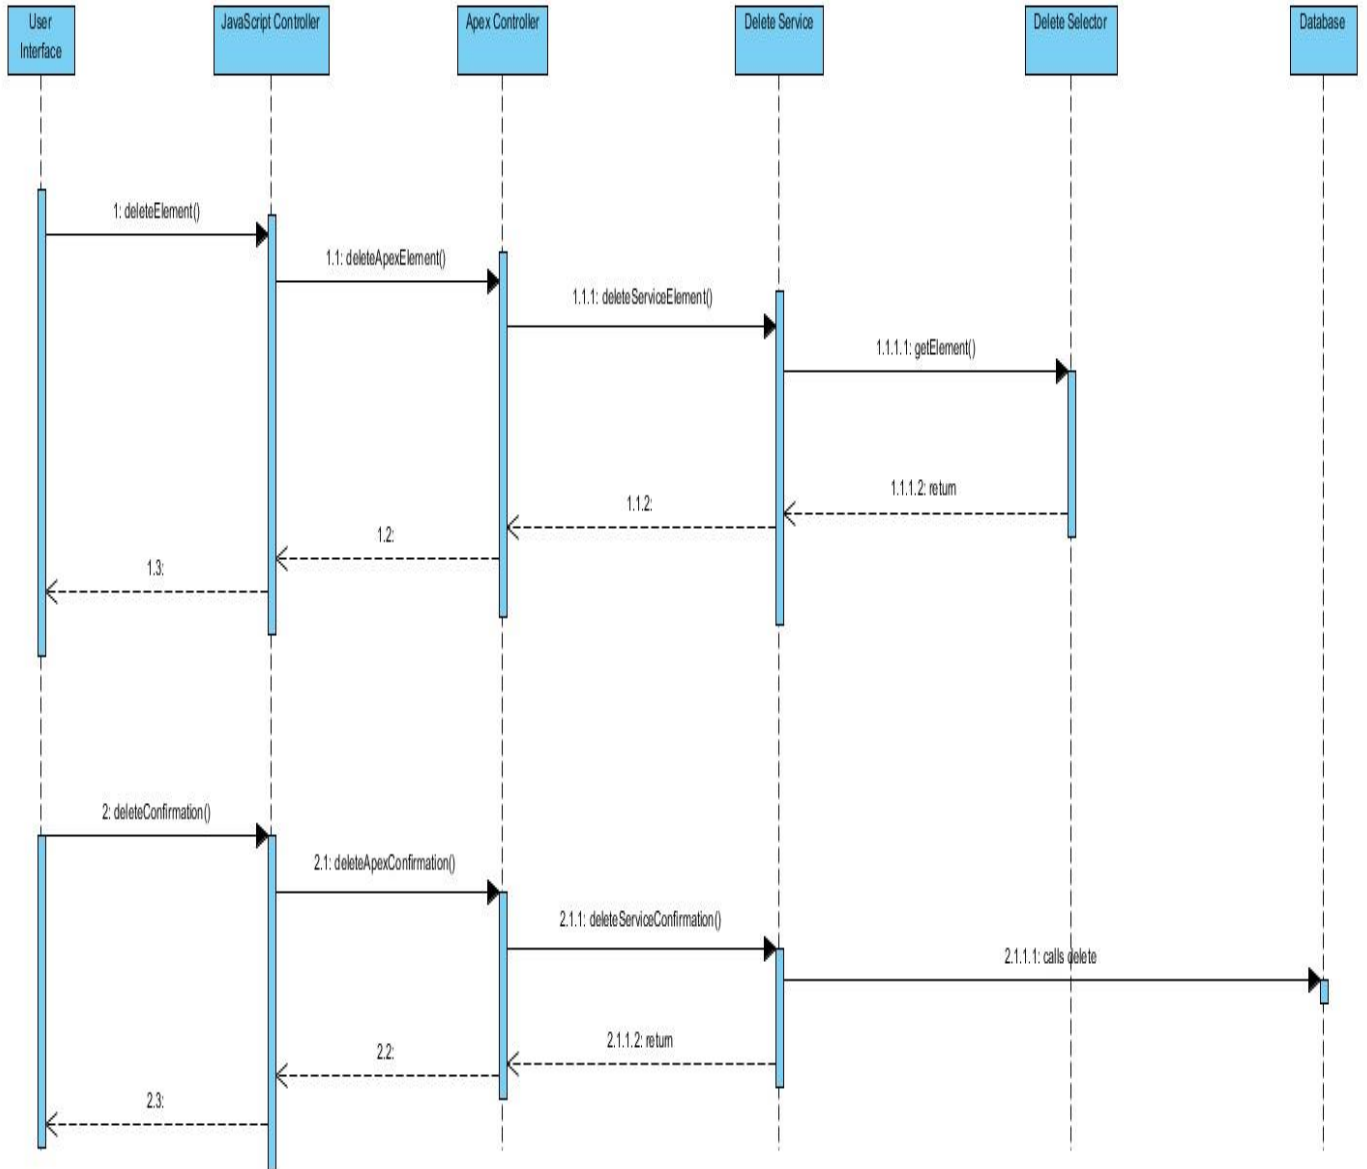 User
Interface
JavaScript Controller
Apex Controller
Delete Service
Delete Selector
Database
1: deleteElement()
1.1: deleteApexElement()
1.1.1: deleteServiceElement()
1.1.1.1: getElement()
1.1.1.2: return
1.1.2:
1.2:
1.3:
2: deleteConfirmation()
2.1: deleteApexConfirmation()
2.1.1: deleteServiceConfirmation()
2.1.1.1: calls delete
2.1.1.2: return
2.2:
2.3: